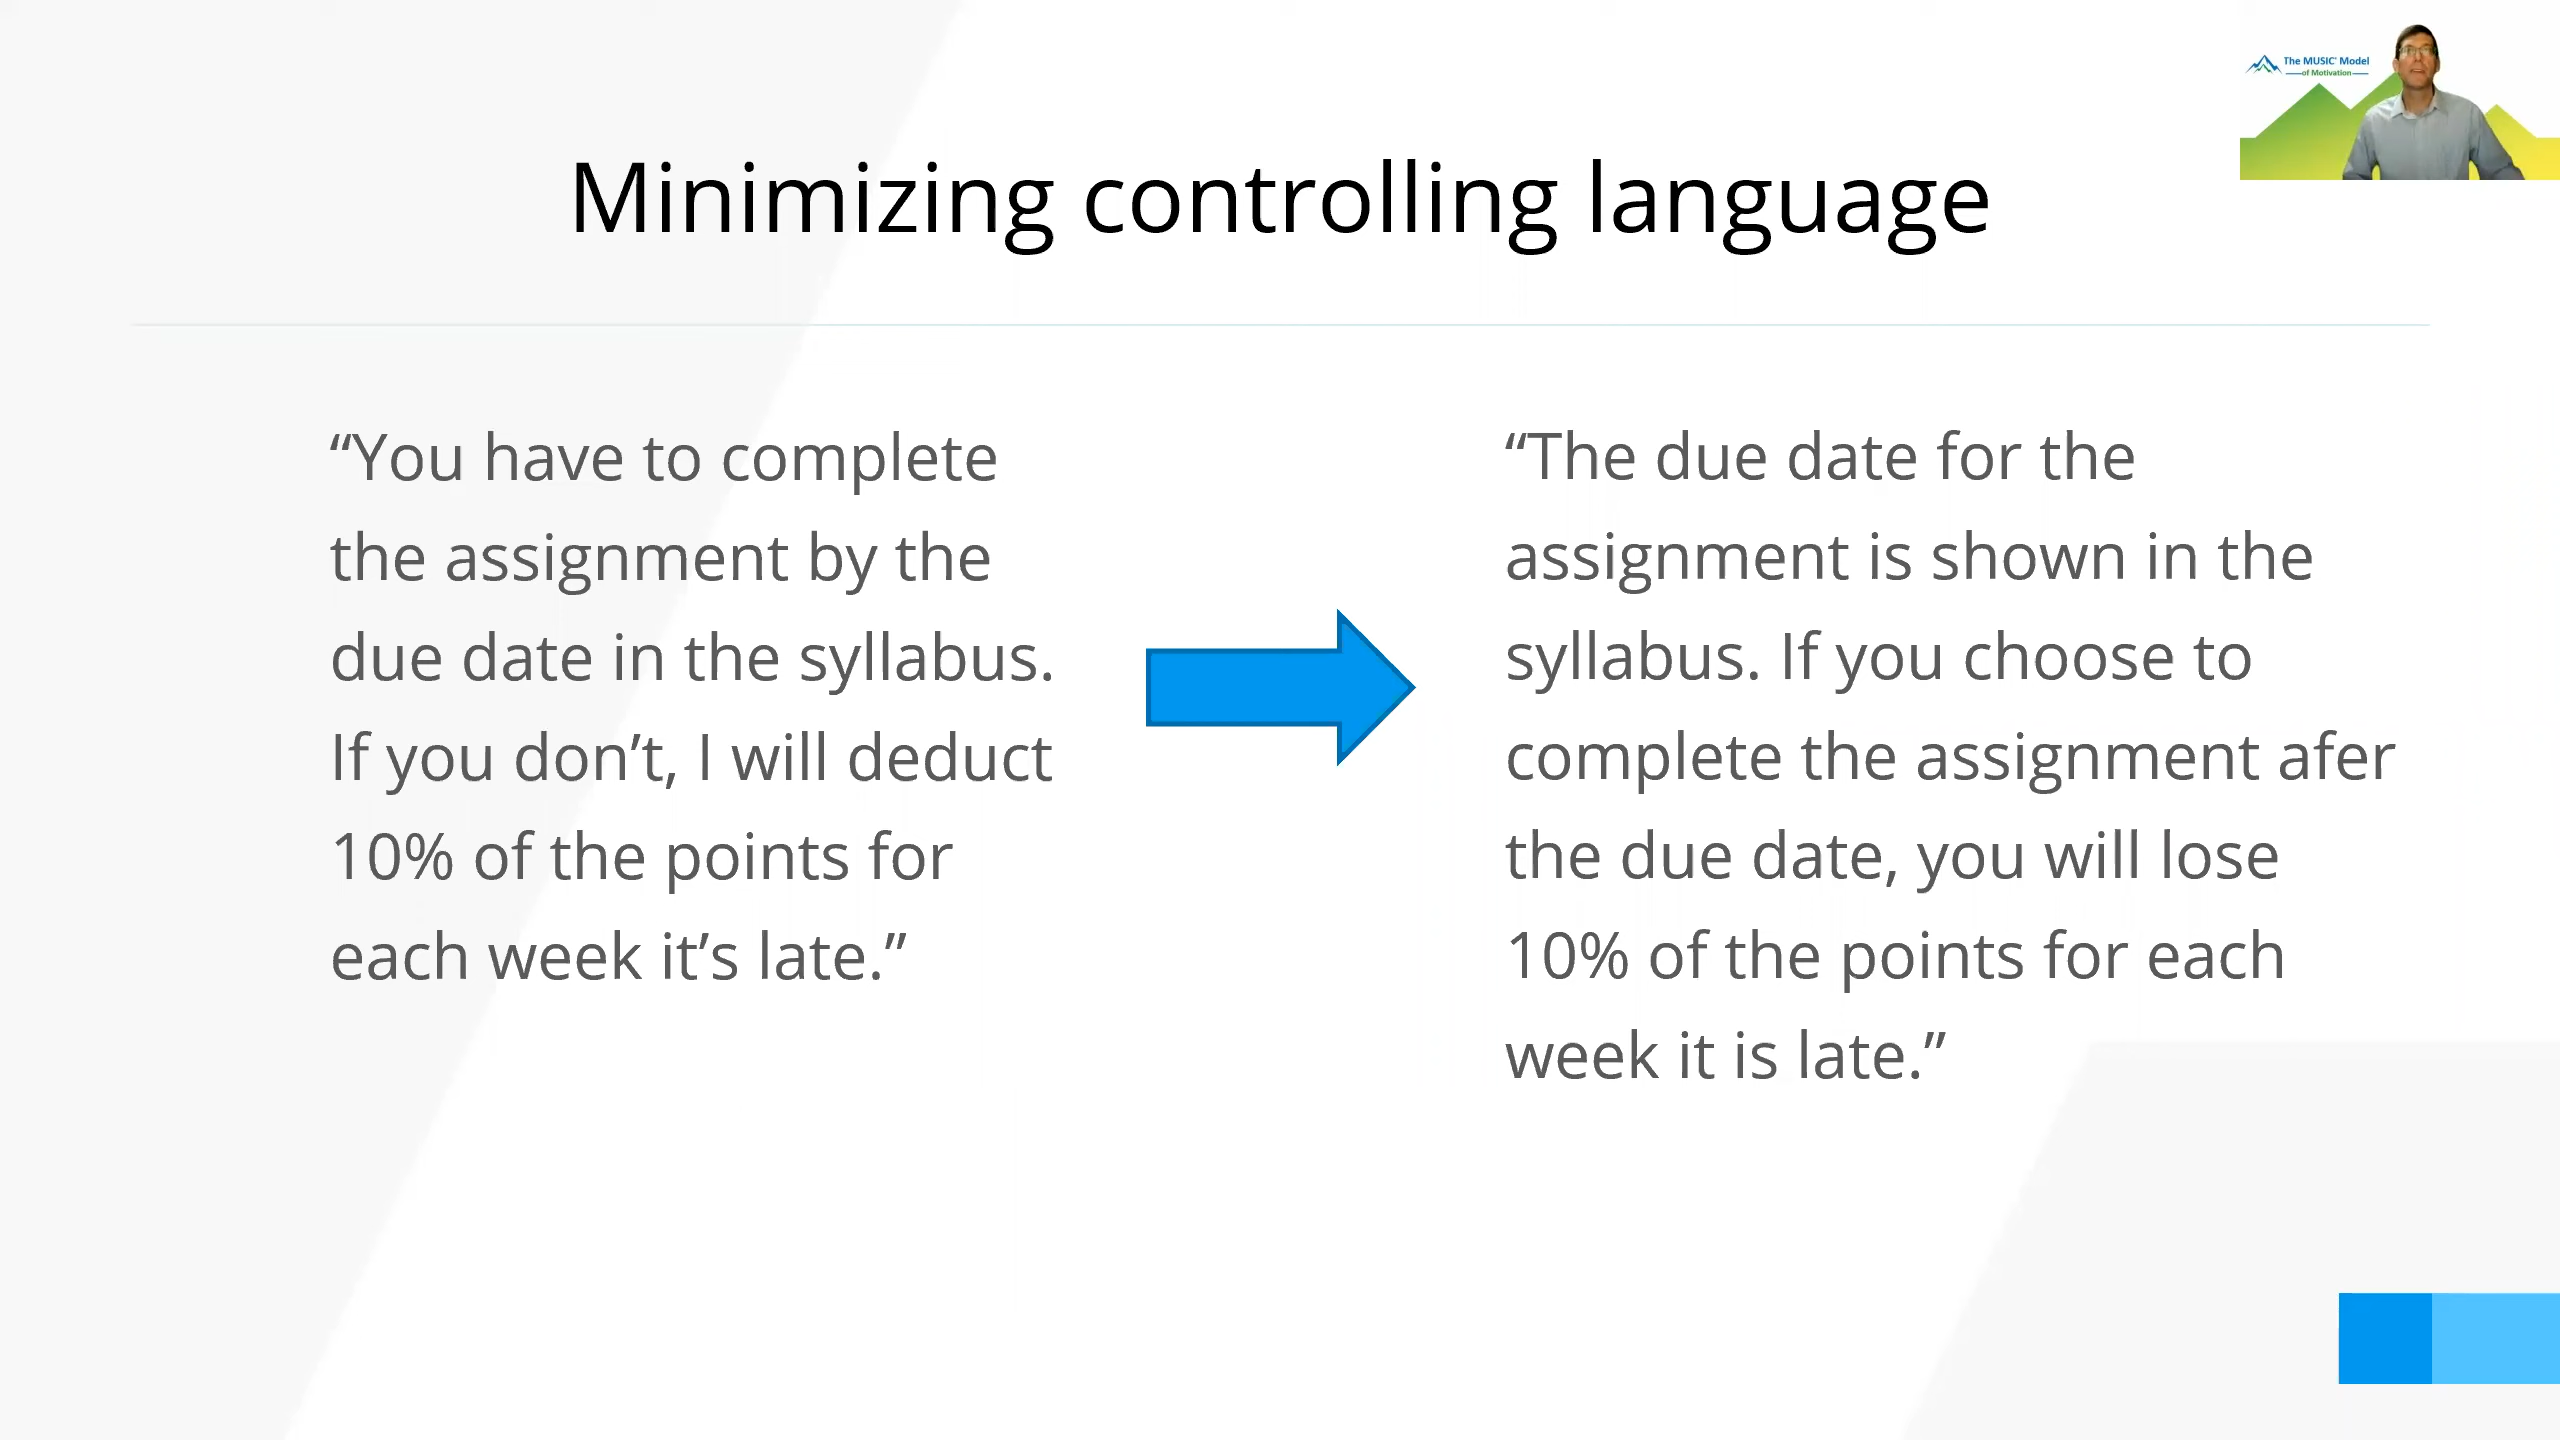 The MUSIC® Model
of Motivation
Minimizing controlling language
“You have to complete
the assignment by the
due date in the syllabus.
If you don’t, I will deduct
10% of the points for
each week it’s late.”
“The due date for the
assignment is shown in the
syllabus. If you choose to
complete the assignment afer
the due date, you will lose
10% of the points for each
week it is late.”